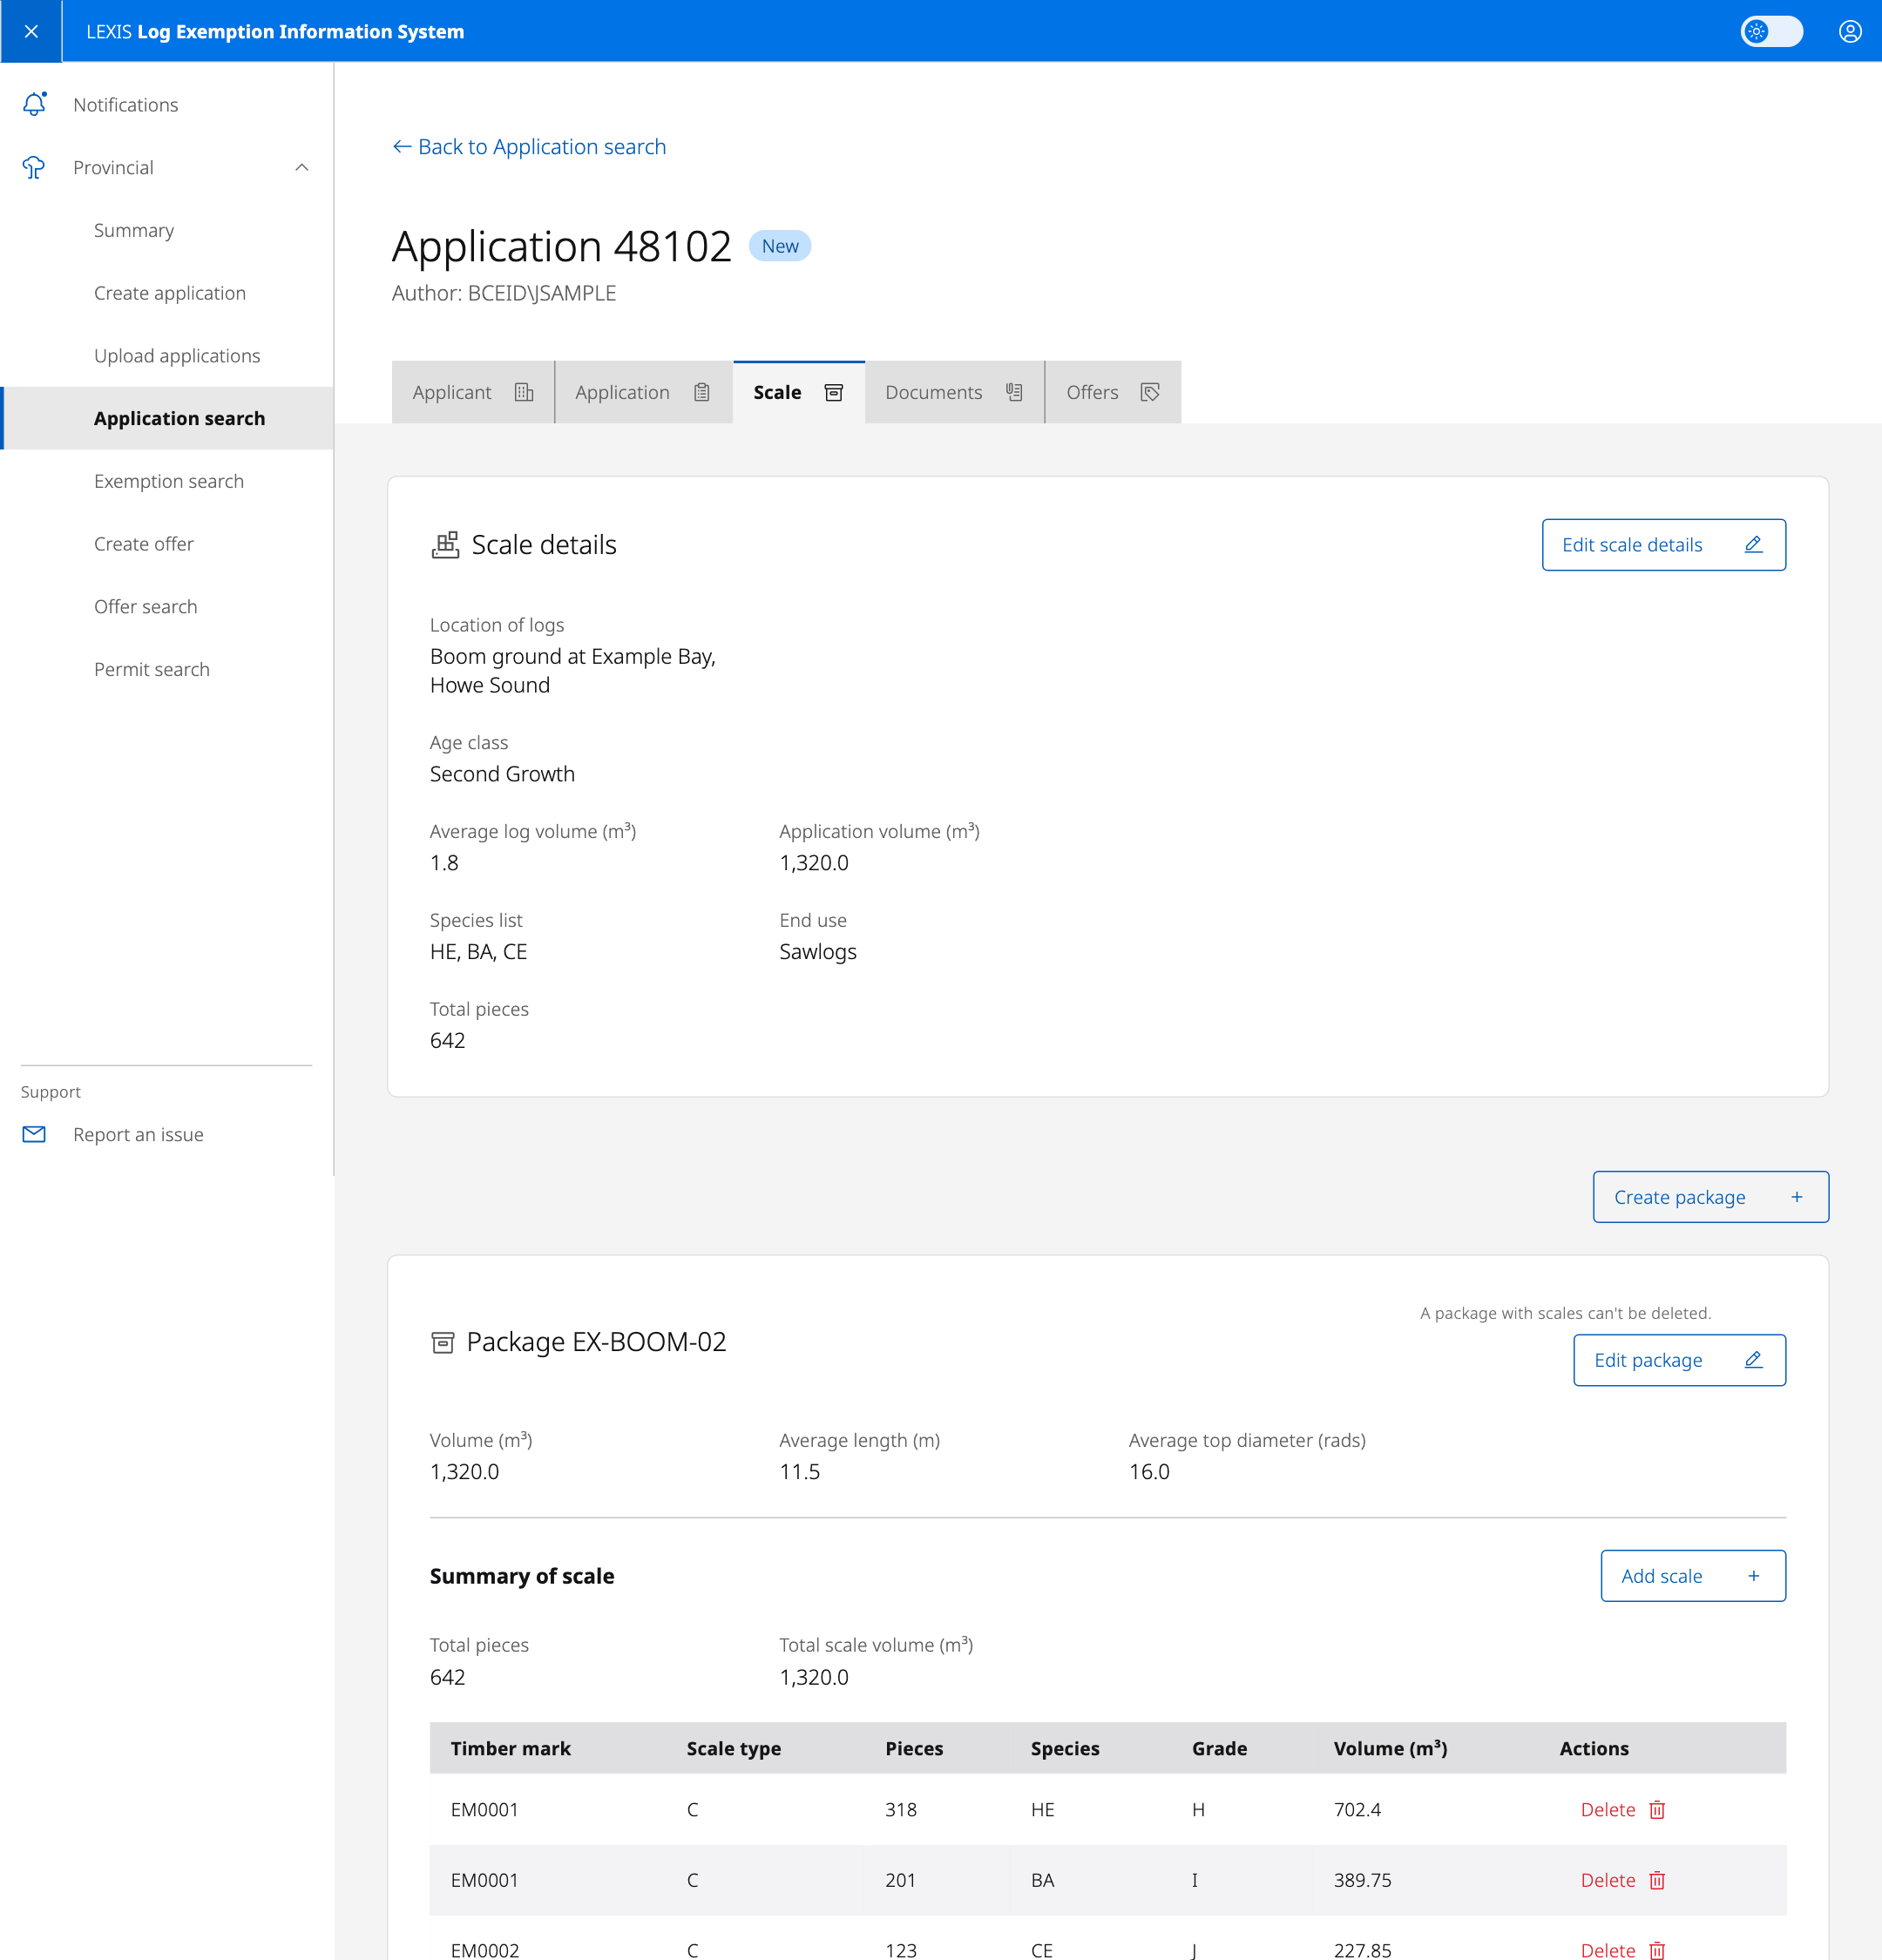 LEXIS Log Exemption Information System
Notifications
Provincial
Summary
Create application
Upload applications
Application search
Exemption search
Create offer
Offer search
Permit search
Support
Report an issue
← Back to Application search
Application 48102 New
Author: BCEID\JSAMPLE
Applicant Application Scale Documents Offers
Scale details
Edit scale details
Location of logs
Boom ground at Example Bay,
Howe Sound
Age class
Second Growth
Average log volume (m³) Application volume (m³)
1.8 1,320.0
Species list End use
HE, BA, CE Sawlogs
Total pieces
642
Create package +
A package with scales can't be deleted.
Package EX-BOOM-02
Edit package
Volume (m³) Average length (m) Average top diameter (rads)
1,320.0 11.5 16.0
Summary of scale
Add scale +
Total pieces Total scale volume (m³)
642 1,320.0
Timber mark Scale type Pieces Species Grade Volume (m³) Actions
EM0001 C 318 HE H 702.4 Delete
EM0001 C 201 BA I 389.75 Delete
EM0002 C 123 CE J 227.85 Delete